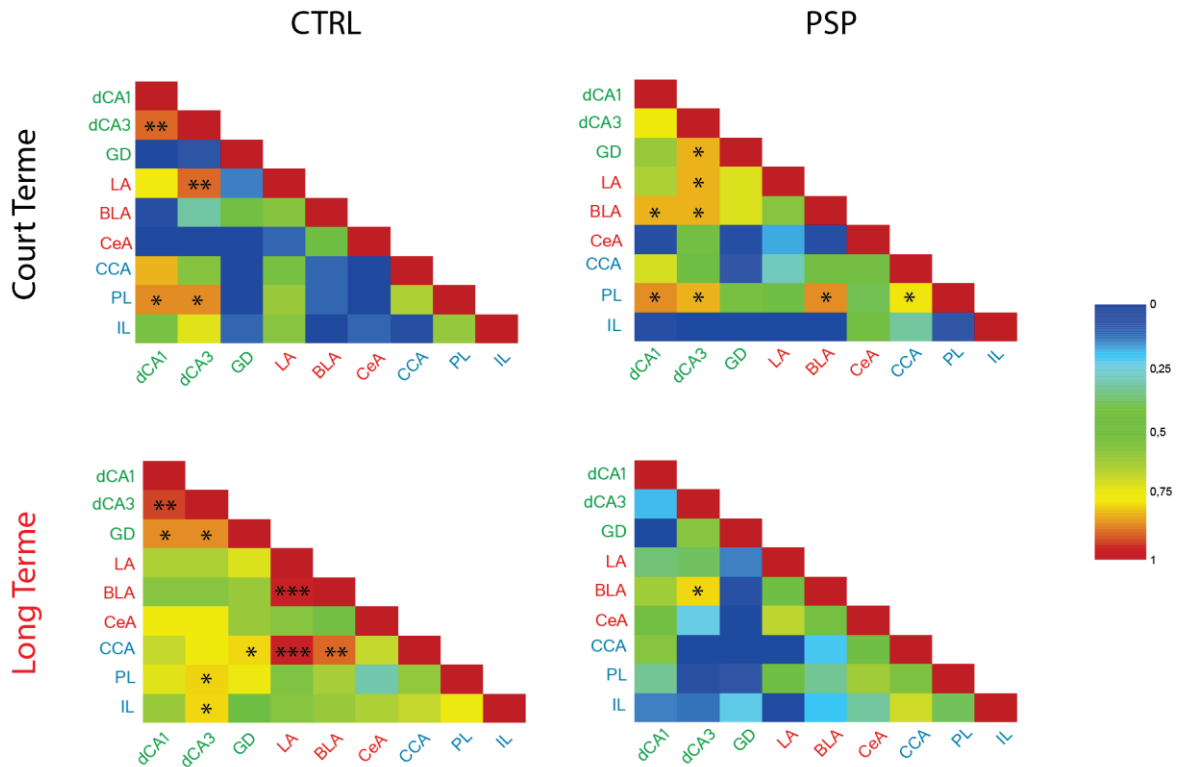 CTRL
PSP
Court Terme
dCA1
dCA3 **
GD
LA **
BLA
CeA
CCA
PL * *
IL
dCA1 dCA3 GD LA BLA CeA CCA PL IL
dCA1
dCA3
GD *
LA *
BLA * *
CeA
CCA
PL * * * *
IL
dCA1 dCA3 GD LA BLA CeA CCA PL IL
0
0,25
0,5
0,75
1
Long Terme
dCA1
dCA3 **
GD * *
LA
BLA ***
CeA
CCA * *** **
PL *
IL *
dCA1 dCA3 GD LA BLA CeA CCA PL IL
dCA1
dCA3
GD
LA
BLA *
CeA
CCA
PL
IL
dCA1 dCA3 GD LA BLA CeA CCA PL IL